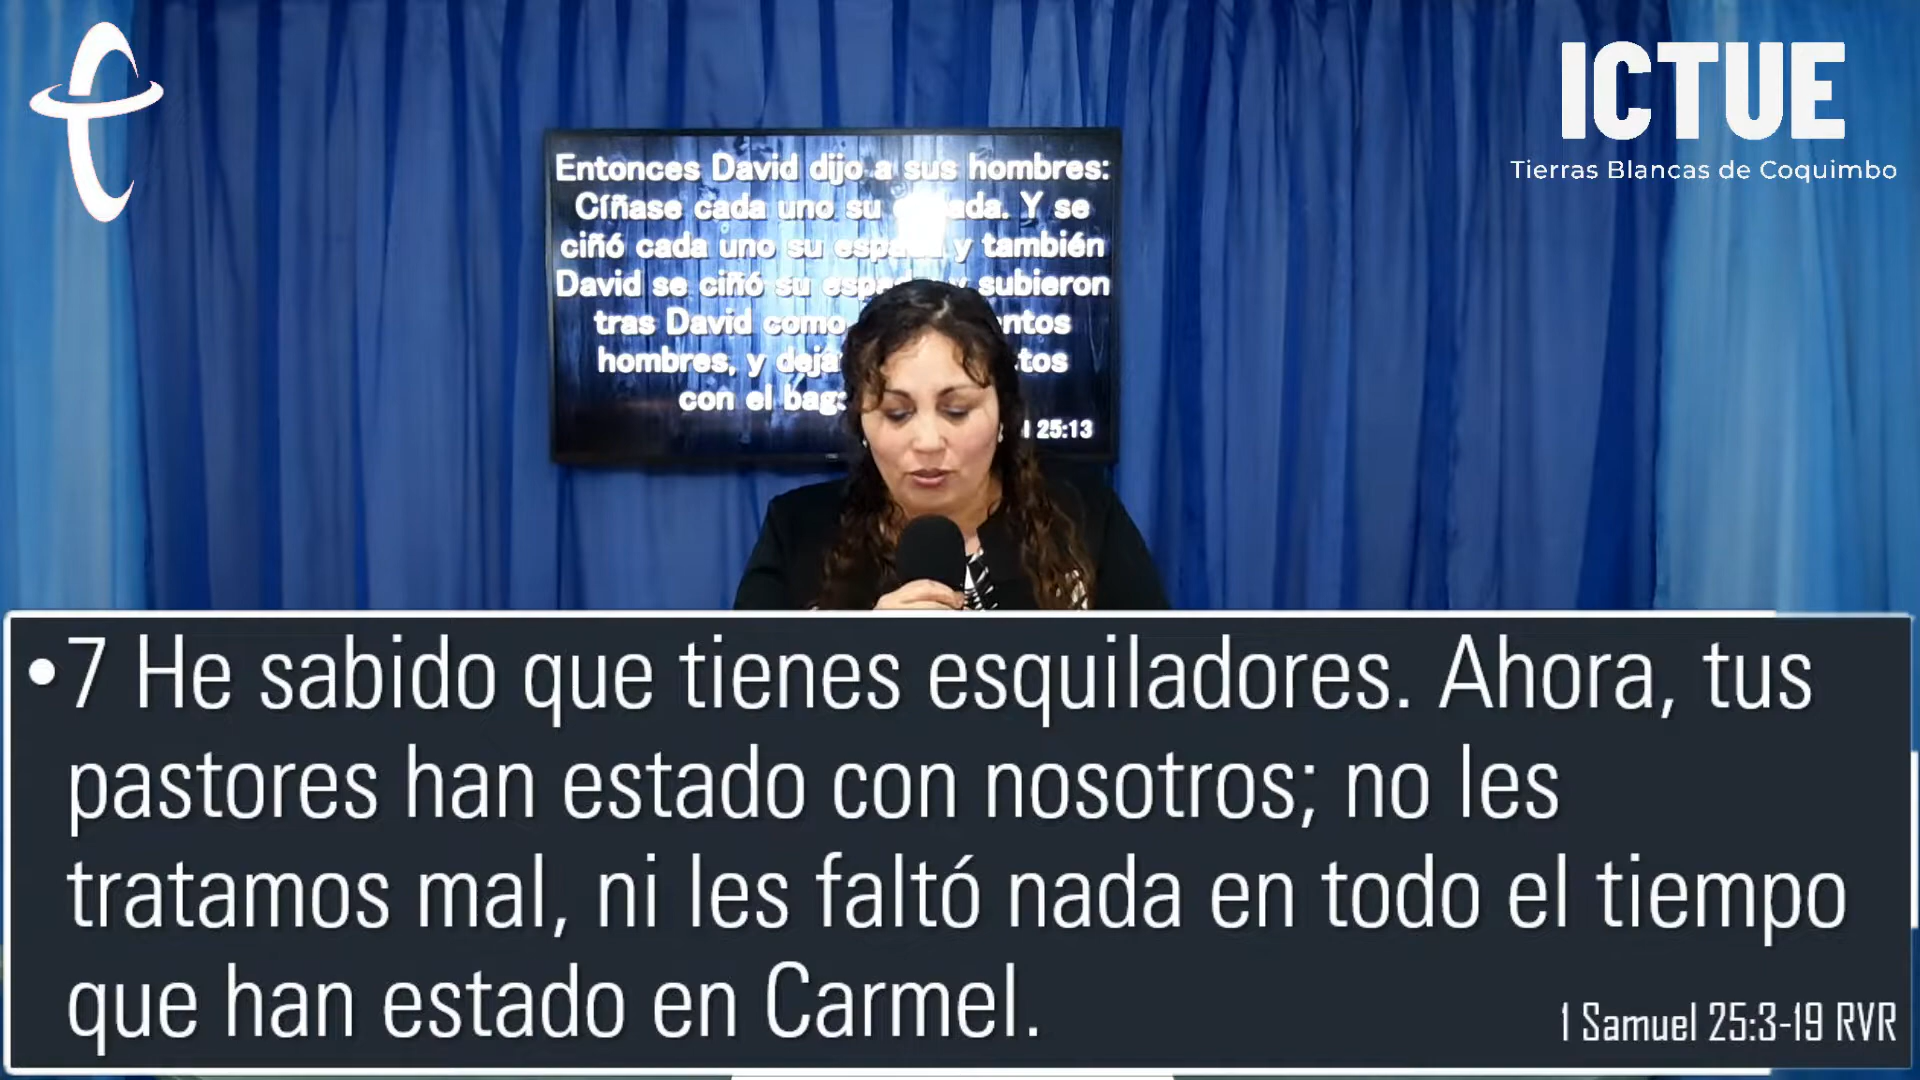 ICTUE
Tierras Blancas de Coquimbo
Entonces David dijo a sus hombres:
Cíñase cada uno su Y se
ciñó cada uno su y también
David se ciñó su subieron
tras David como
hombres, y
con el
25:13
•7 He sabido que tienes esquiladores. Ahora, tus
pastores han estado con nosotros; no les
tratamos mal, ni les faltó nada en todo el tiempo
que han estado en Carmel.
1 Samuel 25:3-19 RVR